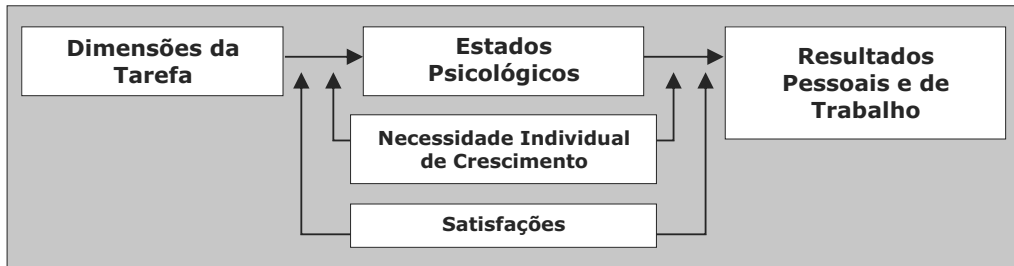 Dimensões da
Tarefa
Estados
Psicológicos
Resultados
Pessoais e de
Trabalho
Necessidade Individual
de Crescimento
Satisfações